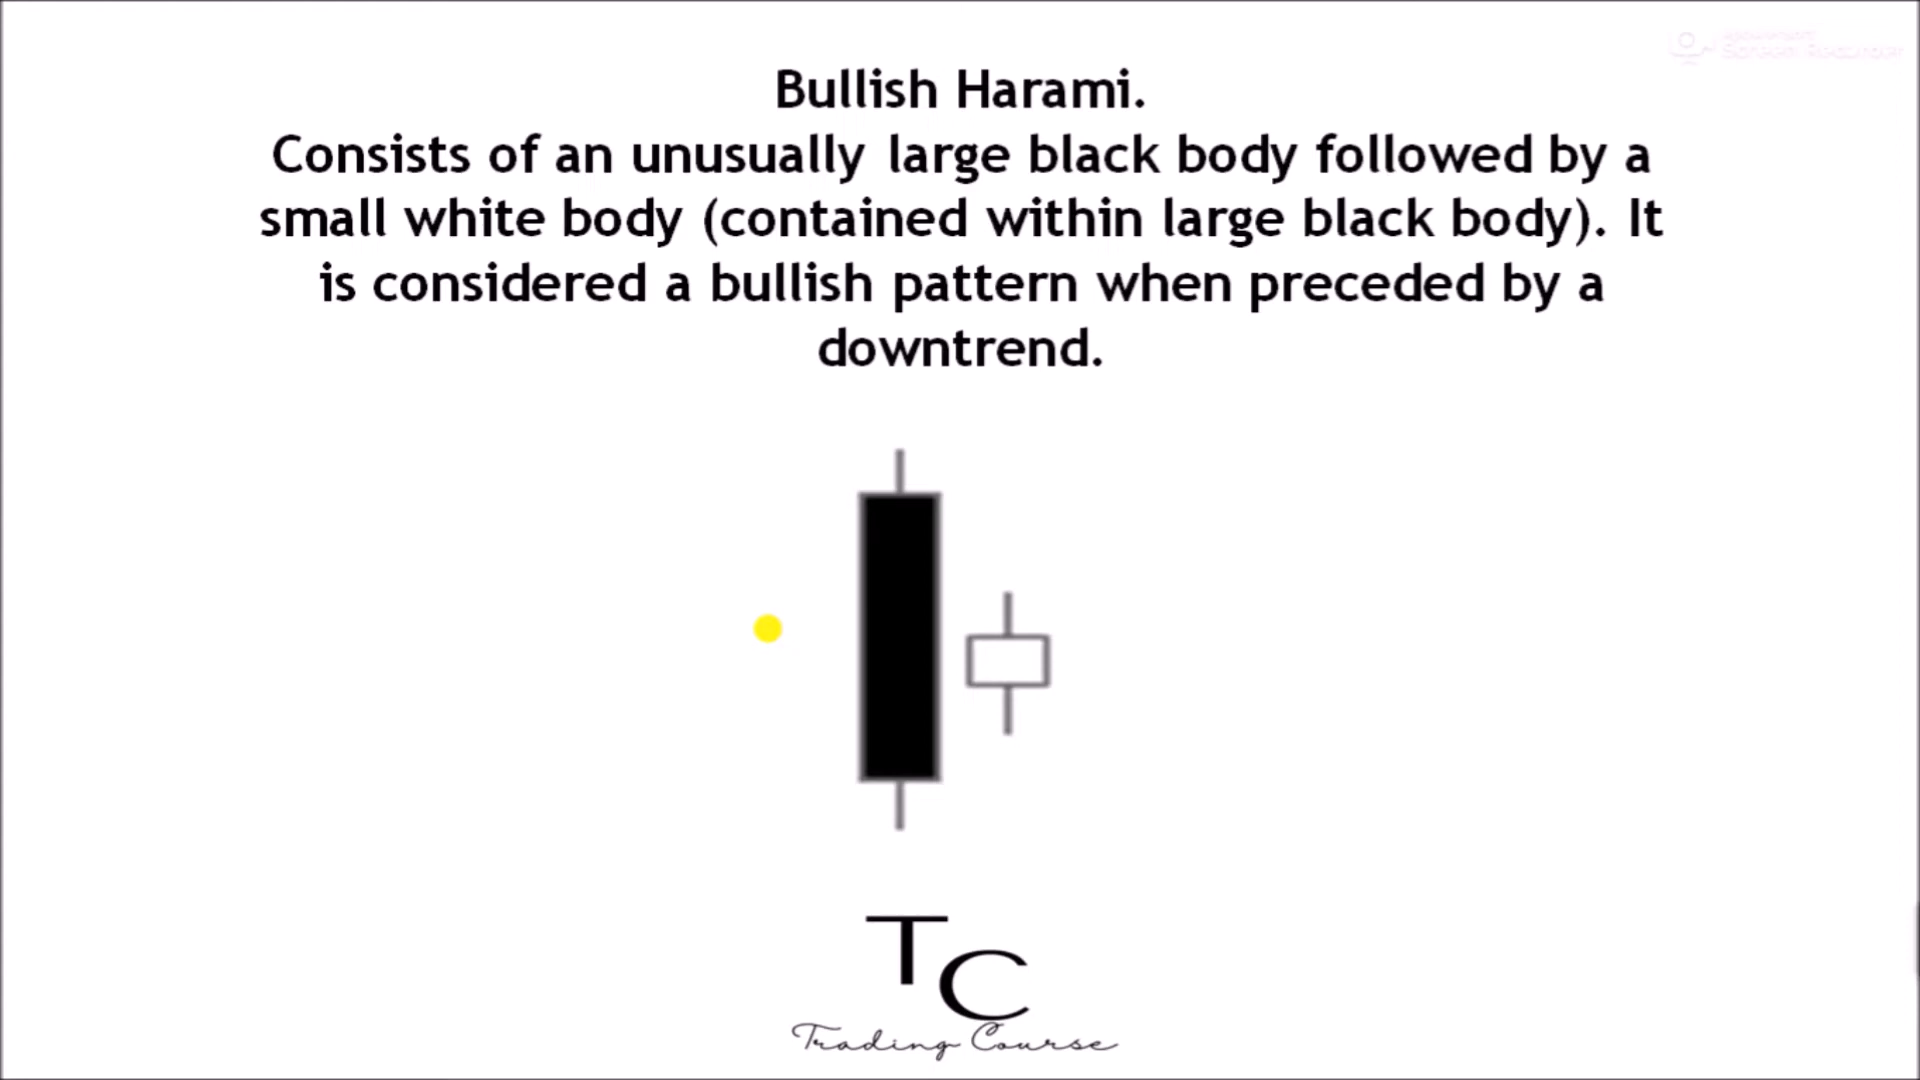 Bullish Harami.
Consists of an unusually large black body followed by a
small white body (contained within large black body). It
is considered a bullish pattern when preceded by a
downtrend.
TC
Trading Course